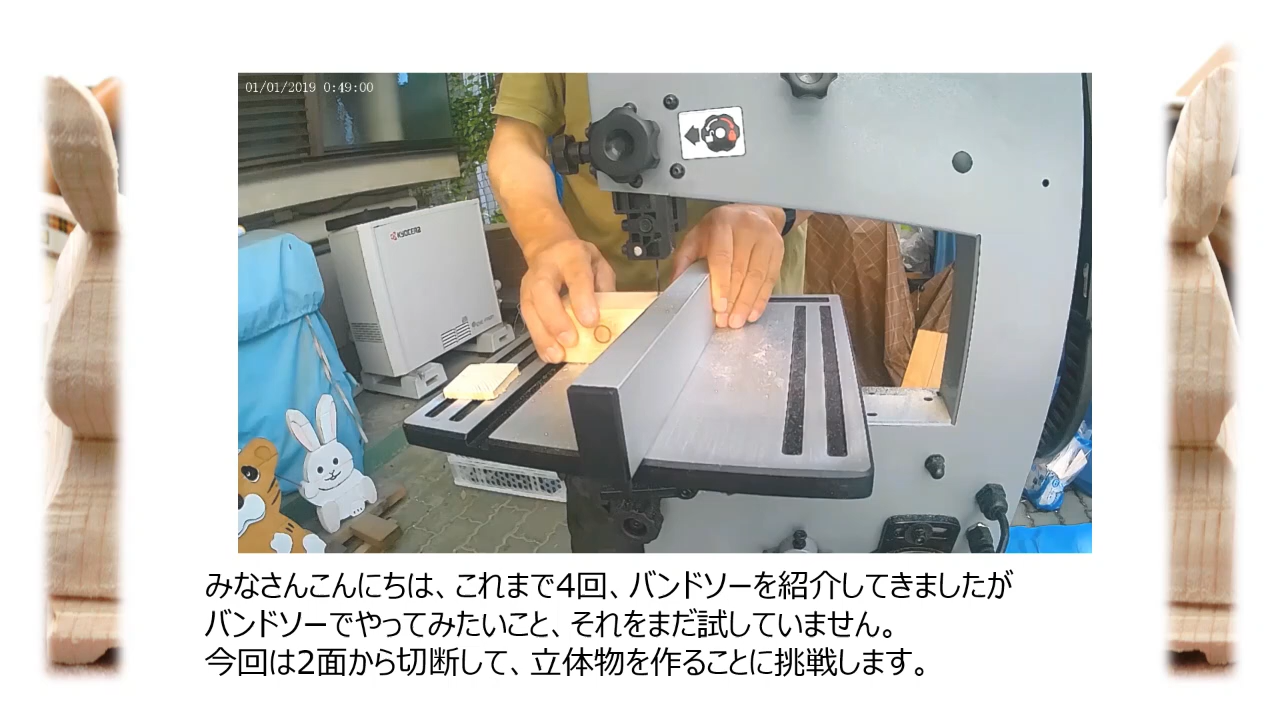 01/01/2019 0:49:00
KYOCERA
みなさんこんにちは、これまで4回、バンドソーを紹介してきましたが
バンドソーでやってみたいこと、それをまだ試していません。
今回は2面から切断して、立体物を作ることに挑戦します。